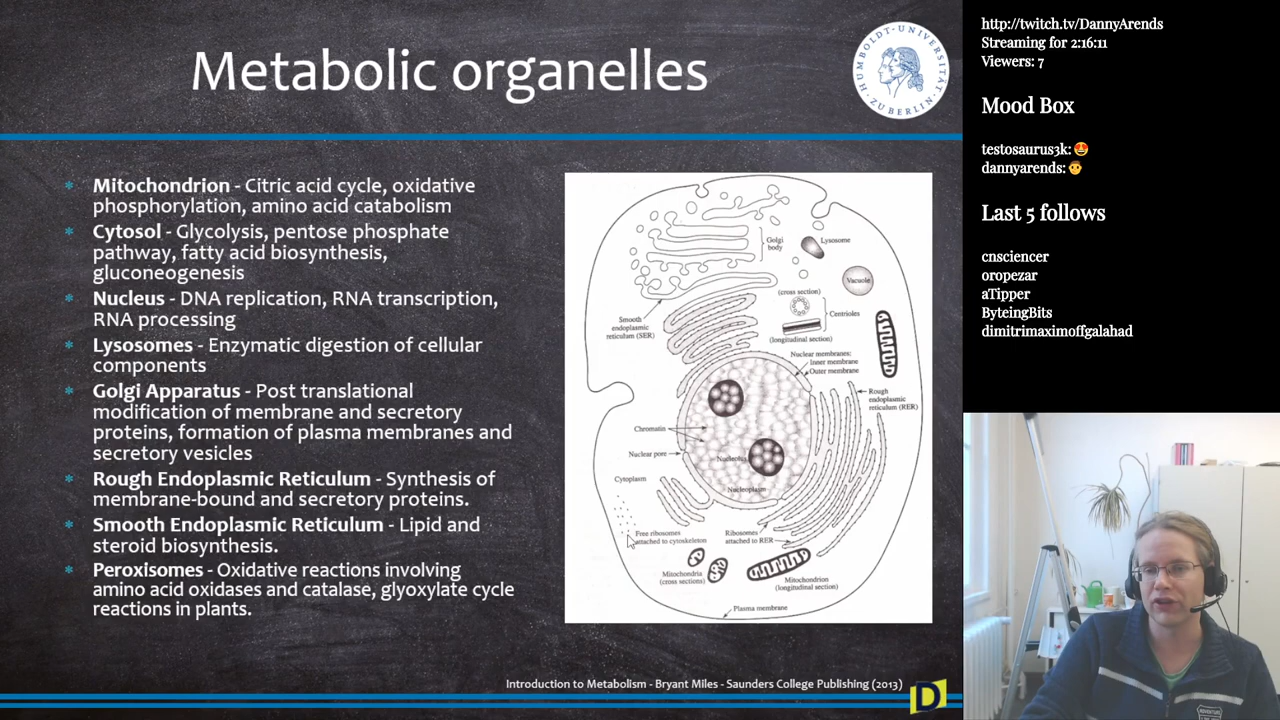 Metabolic organelles
HUMBOLDT-UNIVERSITÄT
ZU BERLIN
Mitochondrion - Citric acid cycle, oxidative
phosphorylation, amino acid catabolism
Cytosol - Glycolysis, pentose phosphate
pathway, fatty acid biosynthesis,
gluconeogenesis
Nucleus - DNA replication, RNA transcription,
RNA processing
Lysosomes - Enzymatic digestion of cellular
components
Golgi Apparatus - Post translational
modification of membrane and secretory
proteins, formation of plasma membranes and
secretory vesicles
Rough Endoplasmic Reticulum - Synthesis of
membrane-bound and secretory proteins.
Smooth Endoplasmic Reticulum - Lipid and
steroid biosynthesis.
Peroxisomes - Oxidative reactions involving
amino acid oxidases and catalase, glyoxylate cycle
reactions in plants.
Golgi
body
Lysosome
Vacuole
(cross section)
Centrioles
(longitudinal section)
Smooth
endoplasmic
reticulum (SER)
Nuclear membranes:
Inner membrane
Outer membrane
Rough
endoplasmic
reticulum (RER)
Chromatin
Nuclear pore
Nucleolus
Cytoplasm
Nucleoplasm
Free ribosomes
attached to cytoskeleton
Ribosomes
attached to RER
Mitochondria
(cross sections)
Mitochondrion
(longitudinal section)
Plasma membrane
Introduction to Metabolism - Bryant Miles - Saunders College Publishing (2013)
D
http://twitch.tv/DannyArends
Streaming for 2:16:11
Viewers: 7
Mood Box
testosaurus3k:
dannyarends:
Last 5 follows
cnsciencer
oropezar
aTipper
ByteingBits
dimitrimaximoffgalahad